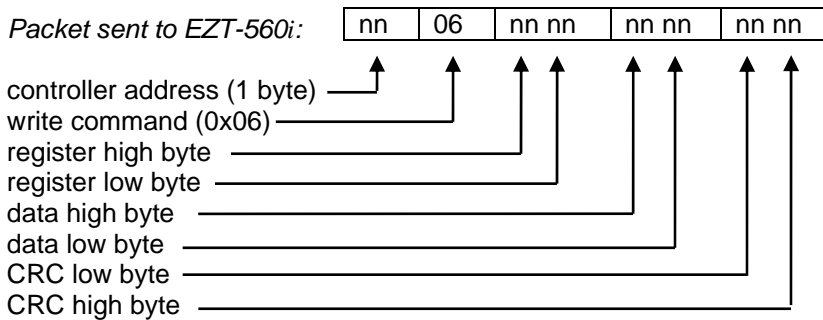 Packet sent to EZT-560i: nn 06 nn nn nn nn nn nn
controller address (1 byte)
write command (0x06)
register high byte
register low byte
data high byte
data low byte
CRC low byte
CRC high byte